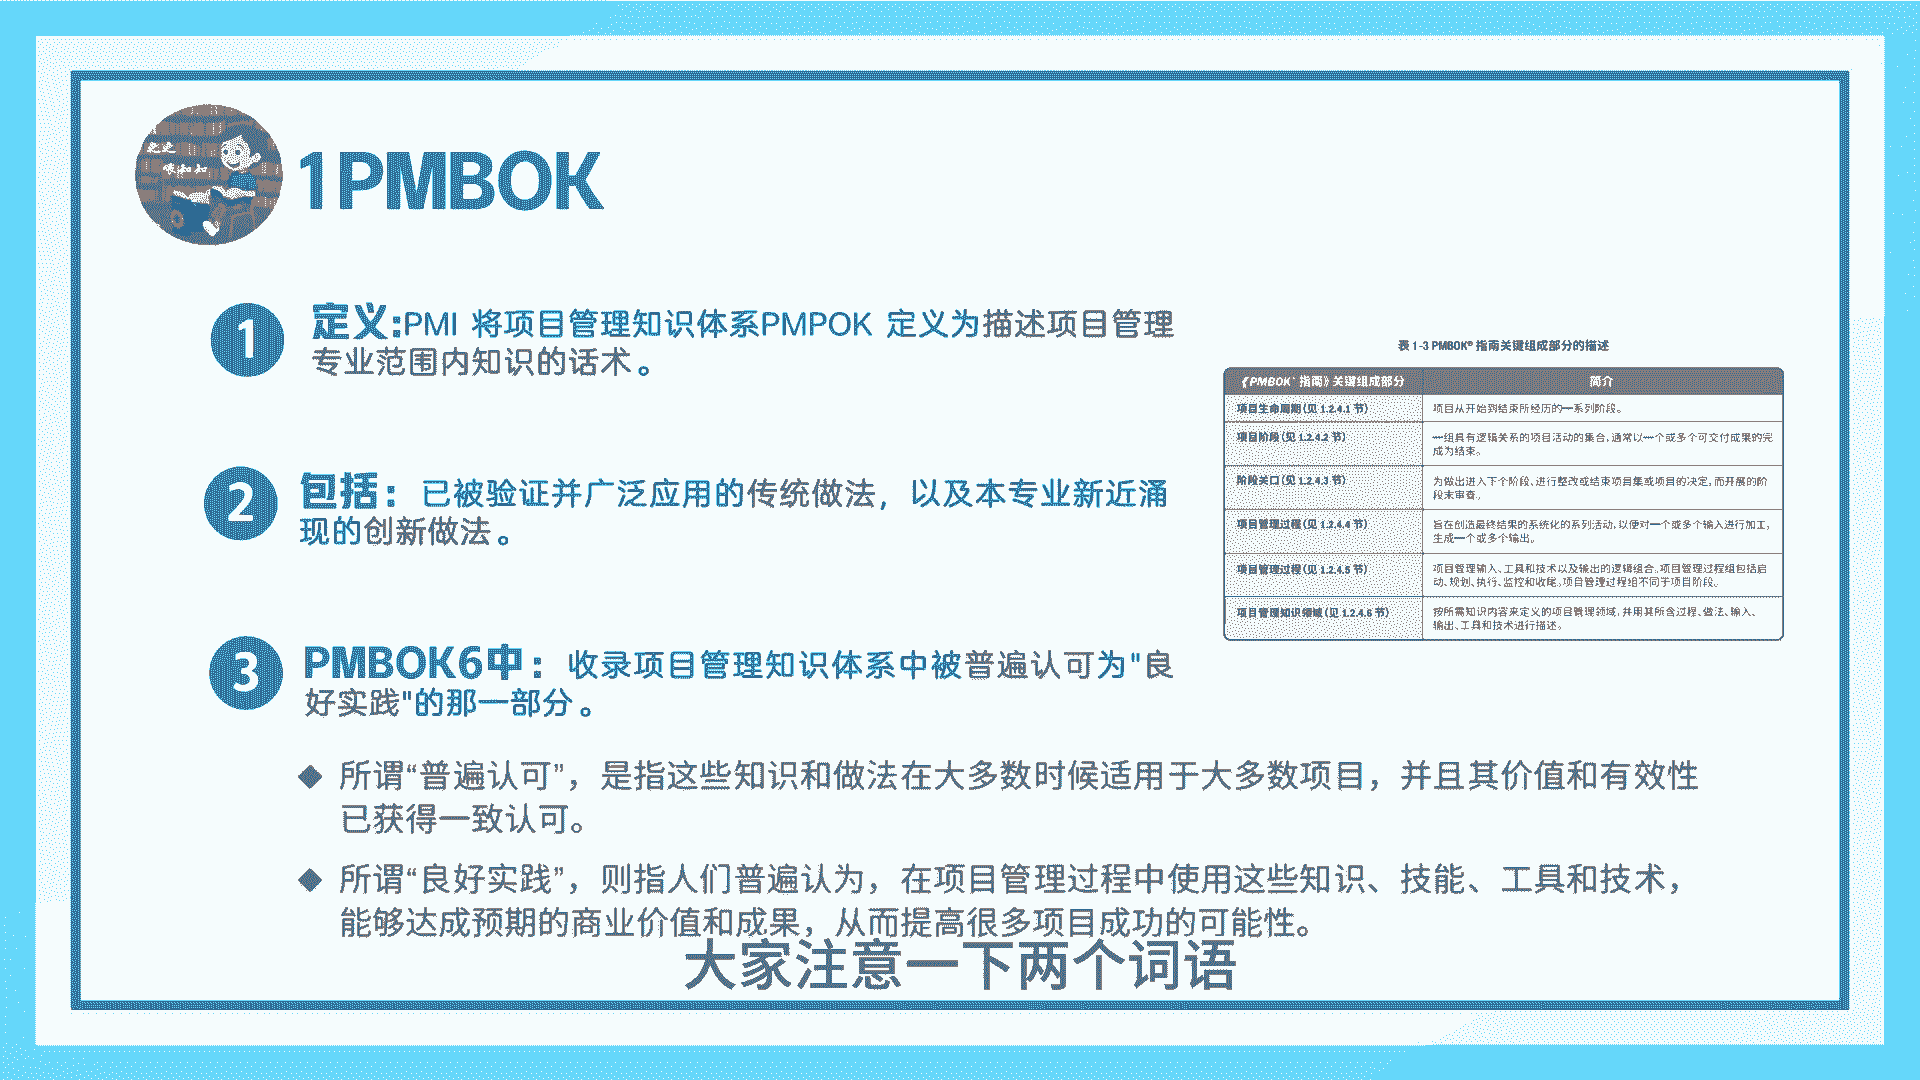 1PMBOK
1
定义:PMI 将项目管理知识体系PMPOK 定义为描述项目管理
专业范围内知识的话术。
2
包括：已被验证并广泛应用的传统做法，以及本专业新近涌
现的创新做法。
3
PMBOK6中：收录项目管理知识体系中被普遍认可为"良
好实践"的那一部分。
◆ 所谓“普遍认可”，是指这些知识和做法在大多数时候适用于大多数项目，并且其价值和有效性
已获得一致认可。
◆ 所谓“良好实践”，则指人们普遍认为，在项目管理过程中使用这些知识、技能、工具和技术，
能够达成预期的商业价值和成果，从而提高很多项目成功的可能性。
表 1-3 PMBOK® 指南关键组成部分的描述
《PMBOK® 指南》关键组成部分 简介
项目生命周期（见 1.2.4.1 节） 项目从开始到结束所经历的一系列阶段。
项目阶段（见 1.2.4.2 节） 一组具有逻辑关系的项目活动的集合，通常以一个或多个可交付成果的完
成为结束。
阶段关口（见 1.2.4.3 节） 为做出进入下个阶段、进行整改或结束项目集或项目的决定，而开展的阶
段末审查。
项目管理过程（见 1.2.4.4 节） 旨在创造最终结果的系统化的系列活动，以便对一个或多个输入进行加工，
生成一个或多个输出。
项目管理过程（见 1.2.4.5 节） 项目管理输入、工具和技术以及输出的逻辑组合。项目管理过程组包括启
动、规划、执行、监控和收尾。项目管理过程组不同于项目阶段。
项目管理知识领域（见 1.2.4.6 节） 按所需知识内容来定义的项目管理领域，并用其所含过程、做法、输入、
输出、工具和技术进行描述。
大家注意一下两个词语